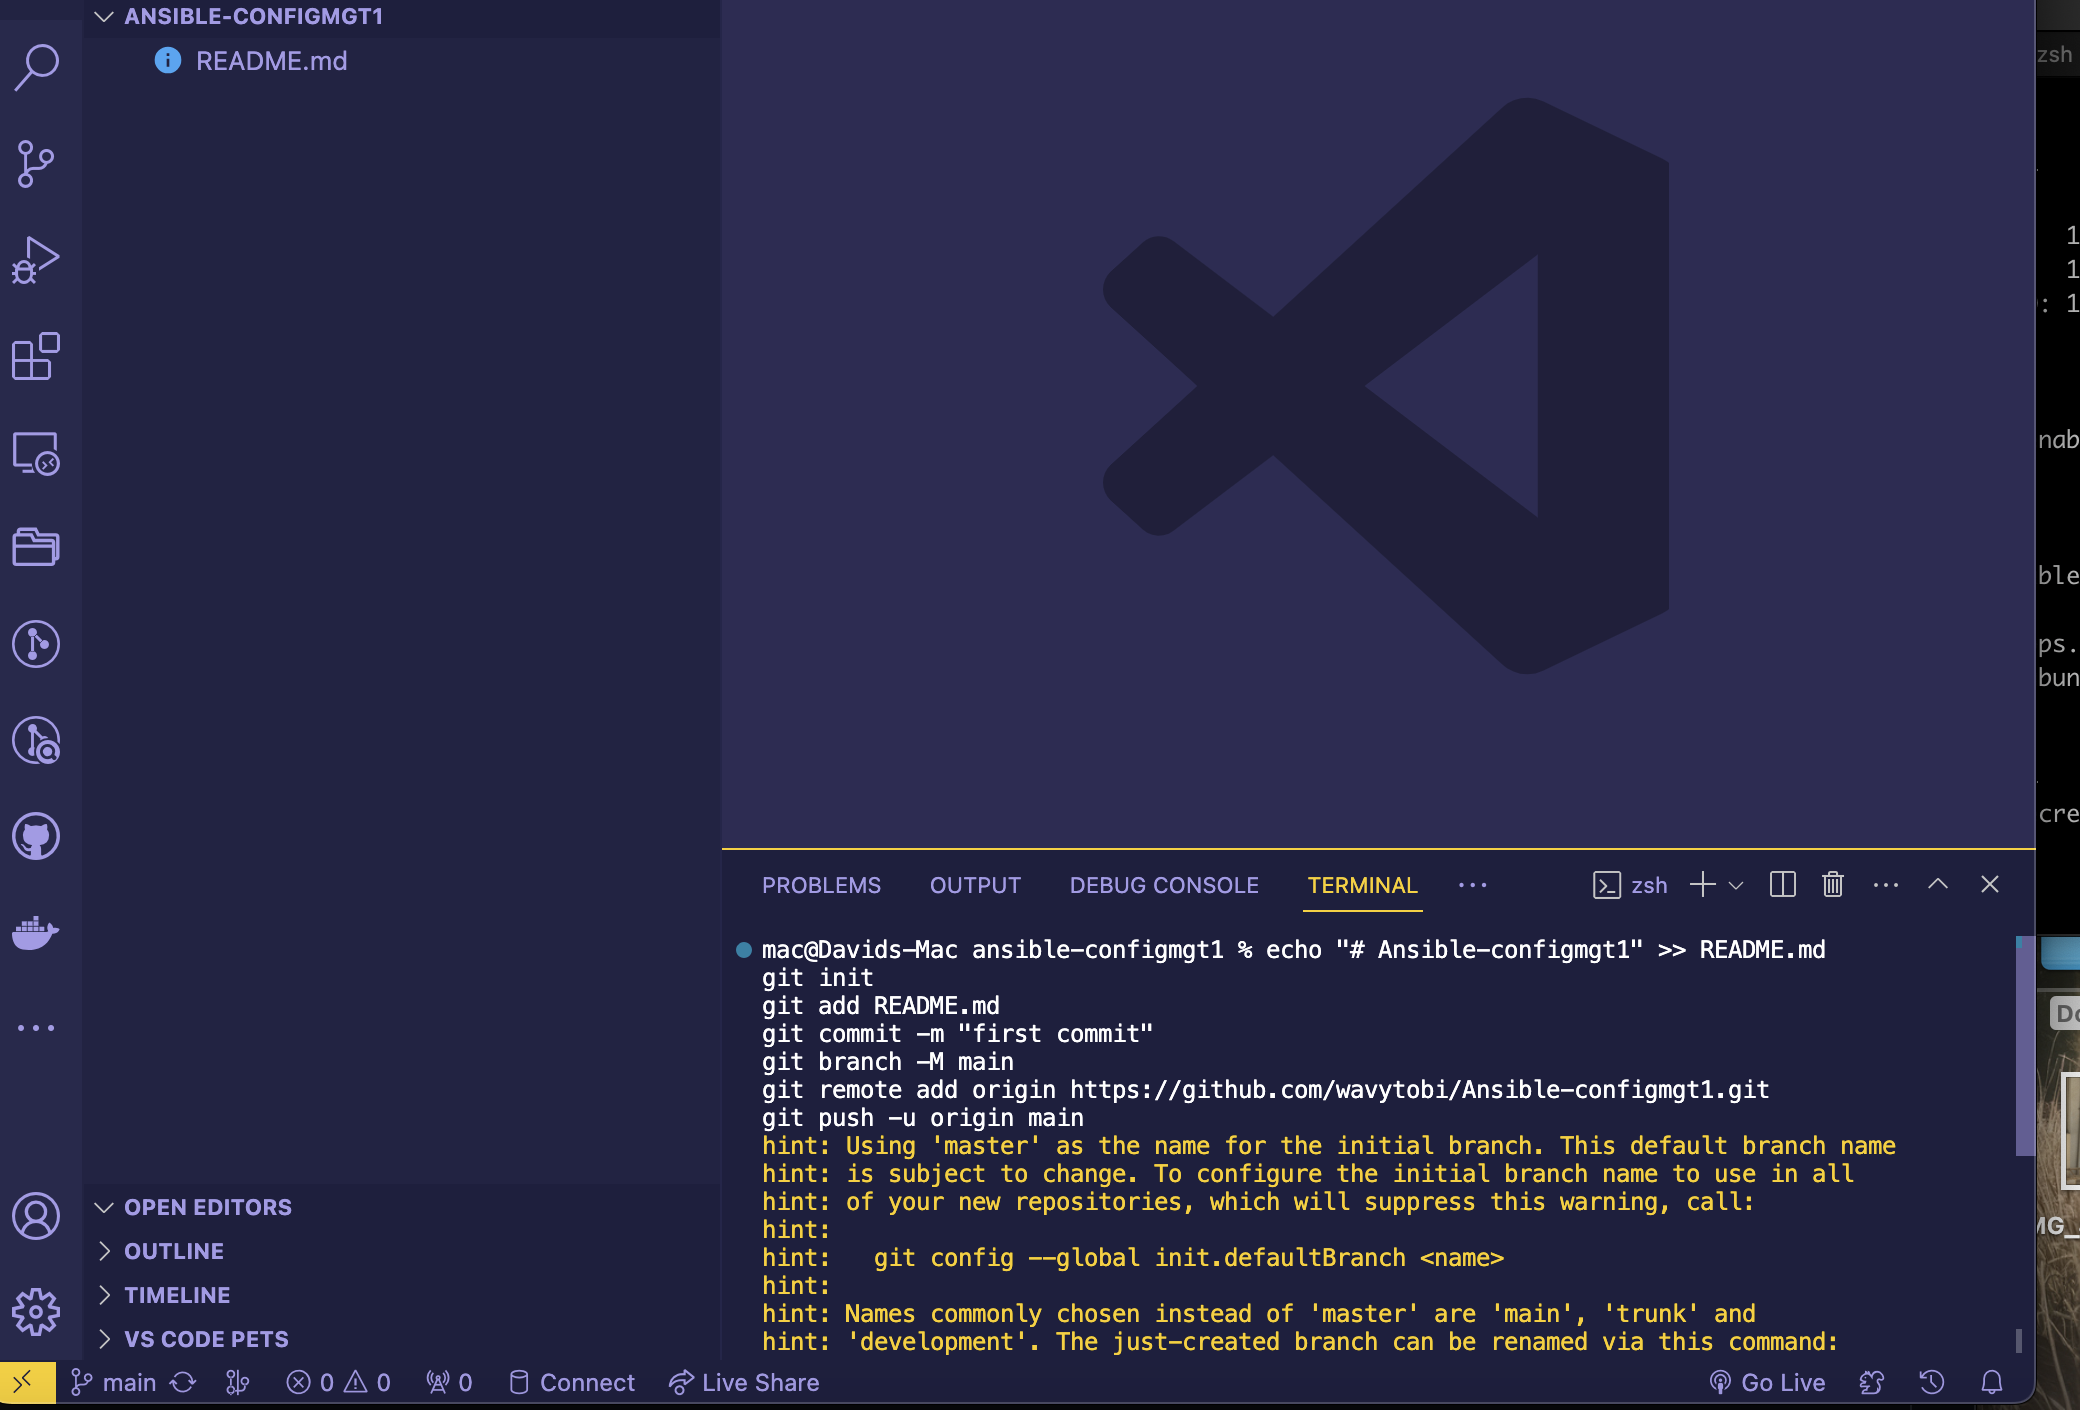 ANSIBLE-CONFIGMGT1
README.md
OPEN EDITORS
OUTLINE
TIMELINE
VS CODE PETS
PROBLEMS OUTPUT DEBUG CONSOLE TERMINAL zsh
mac@Davids-Mac ansible-configmgt1 % echo "# Ansible-configmgt1" >> README.md
git init
git add README.md
git commit -m "first commit"
git branch -M main
git remote add origin https://github.com/wavytobi/Ansible-configmgt1.git
git push -u origin main
hint: Using 'master' as the name for the initial branch. This default branch name
hint: is subject to change. To configure the initial branch name to use in all
hint: of your new repositories, which will suppress this warning, call:
hint:
hint:   git config --global init.defaultBranch <name>
hint:
hint: Names commonly chosen instead of 'master' are 'main', 'trunk' and
hint: 'development'. The just-created branch can be renamed via this command:
main 0 0 0 Connect Live Share Go Live
zsh
1
1
: 1
nab
ble
ps.
bun
cre